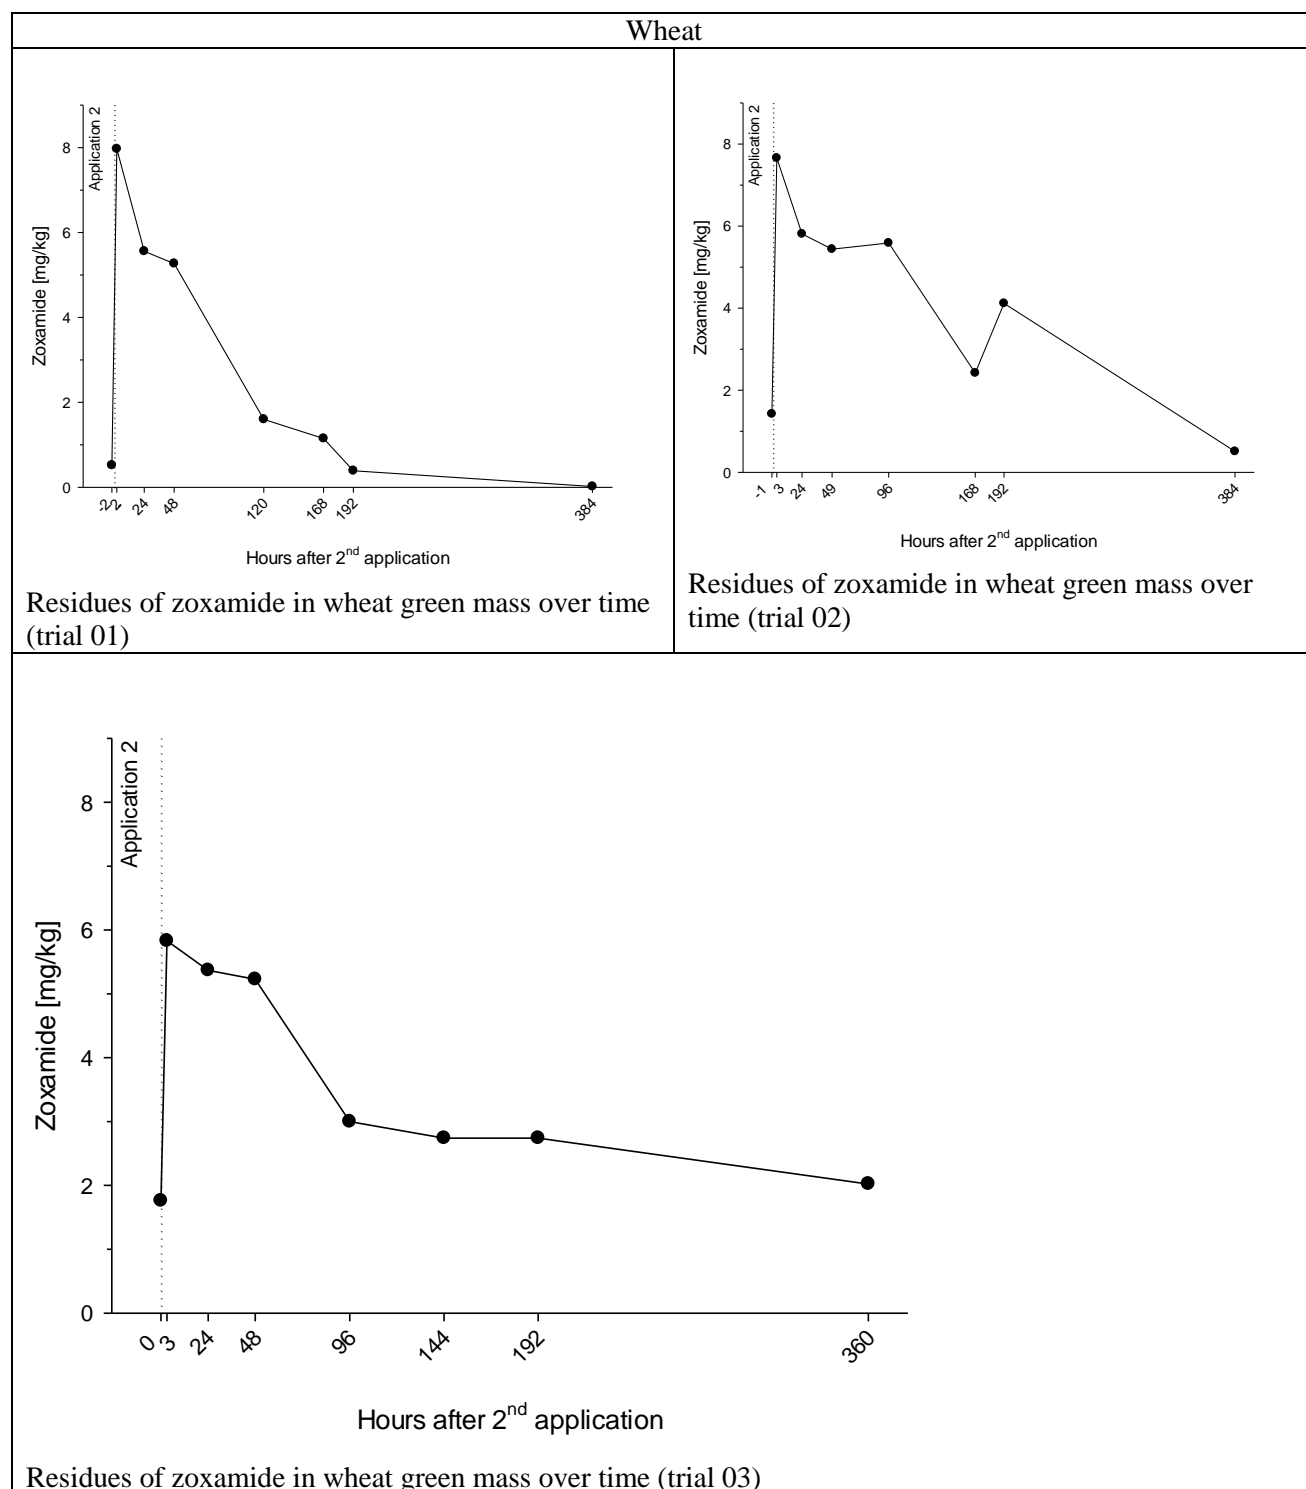 Wheat
Application 2
Zoxamide [mg/kg]
8
6
4
2
0
-2 2 24 48 120 168 192 384
Hours after 2nd application
Residues of zoxamide in wheat green mass over time
(trial 01)
Application 2
Zoxamide [mg/kg]
8
6
4
2
0
-1 3 24 49 96 168 192 384
Hours after 2nd application
Residues of zoxamide in wheat green mass over
time (trial 02)
Application 2
Zoxamide [mg/kg]
8
6
4
2
0
0 3 24 48 96 144 192 360
Hours after 2nd application
Residues of zoxamide in wheat green mass over time (trial 03)